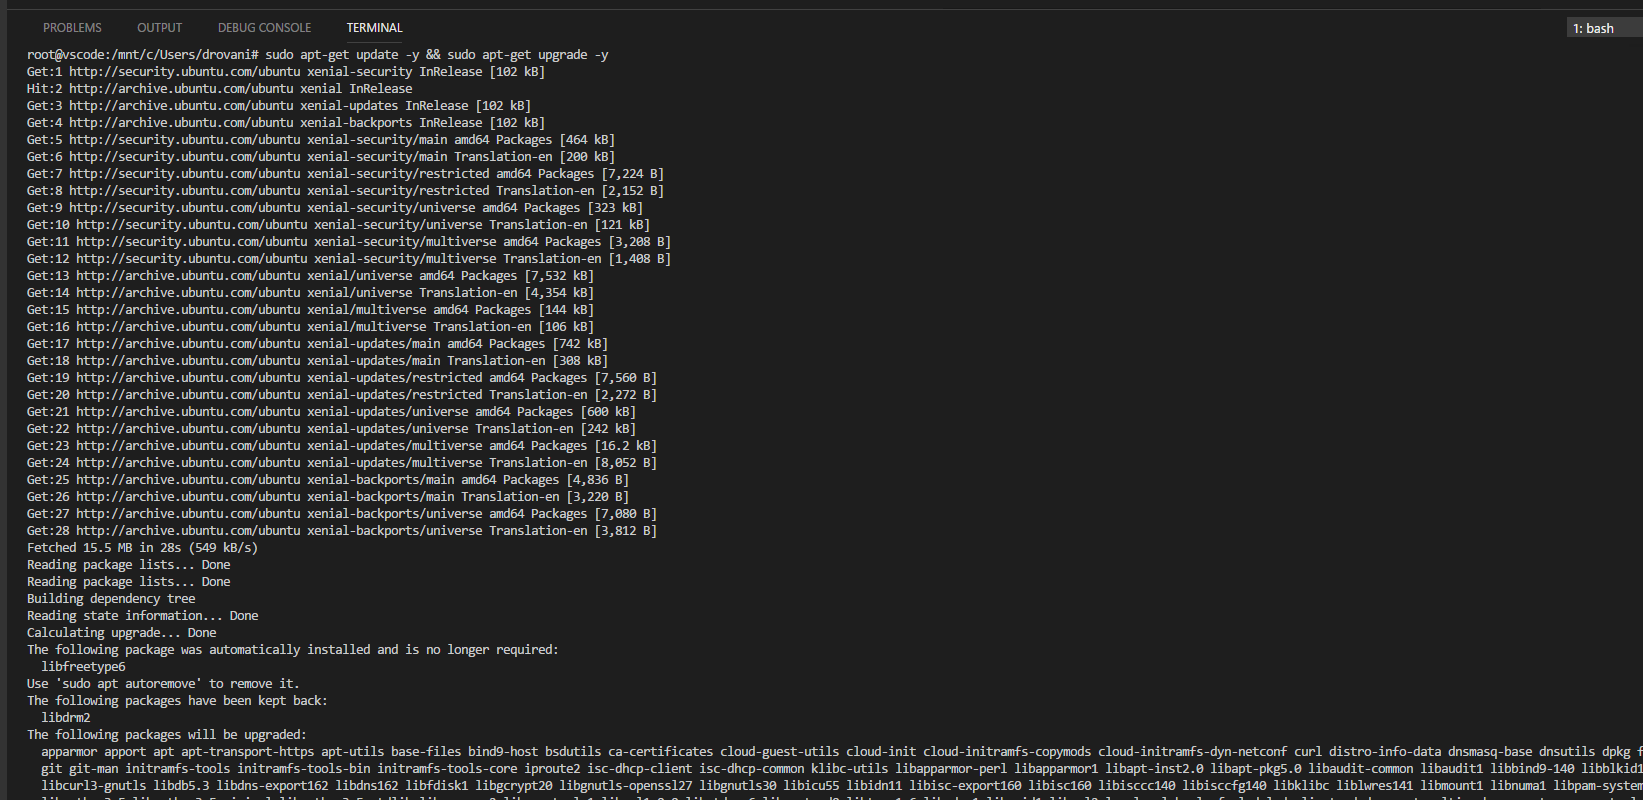 PROBLEMS OUTPUT DEBUG CONSOLE TERMINAL 1: bash
root@vscode:/mnt/c/Users/drovani# sudo apt-get update -y && sudo apt-get upgrade -y
Get:1 http://security.ubuntu.com/ubuntu xenial-security InRelease [102 kB]
Hit:2 http://archive.ubuntu.com/ubuntu xenial InRelease
Get:3 http://archive.ubuntu.com/ubuntu xenial-updates InRelease [102 kB]
Get:4 http://archive.ubuntu.com/ubuntu xenial-backports InRelease [102 kB]
Get:5 http://security.ubuntu.com/ubuntu xenial-security/main amd64 Packages [464 kB]
Get:6 http://security.ubuntu.com/ubuntu xenial-security/main Translation-en [200 kB]
Get:7 http://security.ubuntu.com/ubuntu xenial-security/restricted amd64 Packages [7,224 B]
Get:8 http://security.ubuntu.com/ubuntu xenial-security/restricted Translation-en [2,152 B]
Get:9 http://security.ubuntu.com/ubuntu xenial-security/universe amd64 Packages [323 kB]
Get:10 http://security.ubuntu.com/ubuntu xenial-security/universe Translation-en [121 kB]
Get:11 http://security.ubuntu.com/ubuntu xenial-security/multiverse amd64 Packages [3,208 B]
Get:12 http://security.ubuntu.com/ubuntu xenial-security/multiverse Translation-en [1,408 B]
Get:13 http://archive.ubuntu.com/ubuntu xenial/universe amd64 Packages [7,532 kB]
Get:14 http://archive.ubuntu.com/ubuntu xenial/universe Translation-en [4,354 kB]
Get:15 http://archive.ubuntu.com/ubuntu xenial/multiverse amd64 Packages [144 kB]
Get:16 http://archive.ubuntu.com/ubuntu xenial/multiverse Translation-en [106 kB]
Get:17 http://archive.ubuntu.com/ubuntu xenial-updates/main amd64 Packages [742 kB]
Get:18 http://archive.ubuntu.com/ubuntu xenial-updates/main Translation-en [308 kB]
Get:19 http://archive.ubuntu.com/ubuntu xenial-updates/restricted amd64 Packages [7,560 B]
Get:20 http://archive.ubuntu.com/ubuntu xenial-updates/restricted Translation-en [2,272 B]
Get:21 http://archive.ubuntu.com/ubuntu xenial-updates/universe amd64 Packages [600 kB]
Get:22 http://archive.ubuntu.com/ubuntu xenial-updates/universe Translation-en [242 kB]
Get:23 http://archive.ubuntu.com/ubuntu xenial-updates/multiverse amd64 Packages [16.2 kB]
Get:24 http://archive.ubuntu.com/ubuntu xenial-updates/multiverse Translation-en [8,052 B]
Get:25 http://archive.ubuntu.com/ubuntu xenial-backports/main amd64 Packages [4,836 B]
Get:26 http://archive.ubuntu.com/ubuntu xenial-backports/main Translation-en [3,220 B]
Get:27 http://archive.ubuntu.com/ubuntu xenial-backports/universe amd64 Packages [7,080 B]
Get:28 http://archive.ubuntu.com/ubuntu xenial-backports/universe Translation-en [3,812 B]
Fetched 15.5 MB in 28s (549 kB/s)
Reading package lists... Done
Reading package lists... Done
Building dependency tree
Reading state information... Done
Calculating upgrade... Done
The following package was automatically installed and is no longer required:
libfreetype6
Use 'sudo apt autoremove' to remove it.
The following packages have been kept back:
libdrm2
The following packages will be upgraded:
apparmor apport apt apt-transport-https apt-utils base-files bind9-host bsdutils ca-certificates cloud-guest-utils cloud-init cloud-initramfs-copymods cloud-initramfs-dyn-netconf curl distro-info-data dnsmasq-base dnsutils dpkg f
git git-man initramfs-tools initramfs-tools-bin initramfs-tools-core iproute2 isc-dhcp-client isc-dhcp-common klibc-utils libapparmor-perl libapparmor1 libapt-inst2.0 libapt-pkg5.0 libaudit-common libaudit1 libbind9-140 libblkid1
libcurl3-gnutls libdb5.3 libdns-export162 libdns162 libfdisk1 libgcrypt20 libgnutls-openssl27 libgnutls30 libicu55 libidn11 libisc-export160 libisc160 libisccc140 libisccfg140 libklibc liblwres141 libmount1 libnuma1 libpam-system